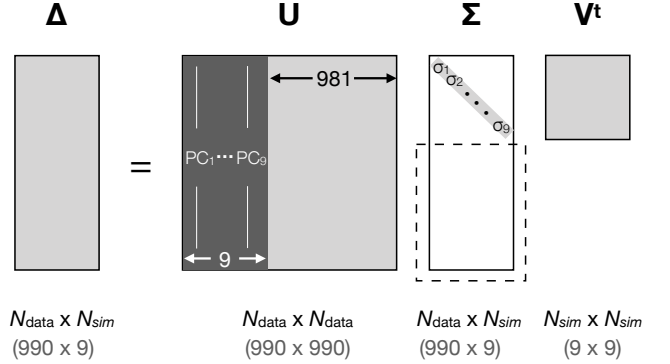 Δ U Σ Vᵗ
981
σ₁
σ₂
σ₉
PC₁ ··· PC₉
=
9
N_data x N_sim N_data x N_data N_data x N_sim N_sim x N_sim
(990 x 9) (990 x 990) (990 x 9) (9 x 9)